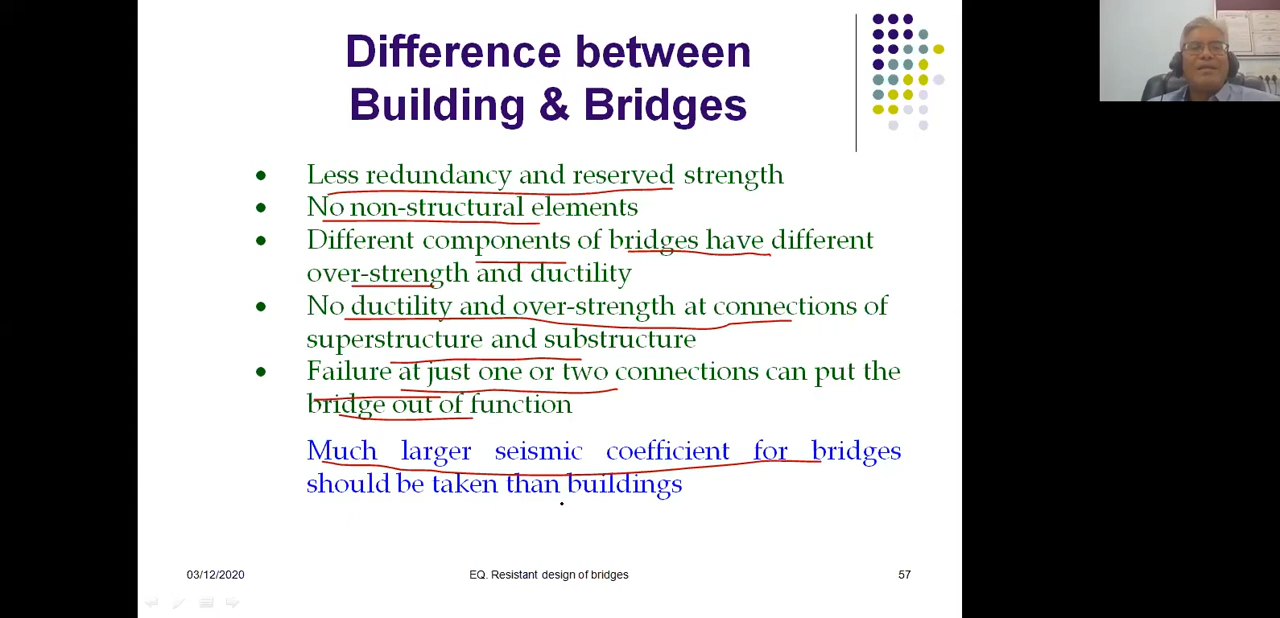 Difference between
Building & Bridges
• Less redundancy and reserved strength
• No non-structural elements
• Different components of bridges have different
over-strength and ductility
• No ductility and over-strength at connections of
superstructure and substructure
• Failure at just one or two connections can put the
bridge out of function
Much larger seismic coefficient for bridges
should be taken than buildings
03/12/2020 EQ. Resistant design of bridges 57